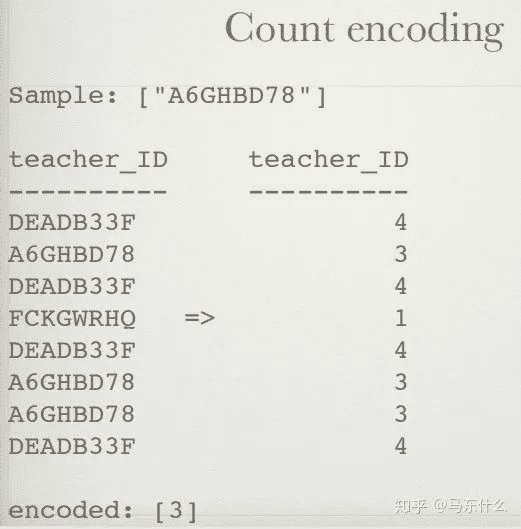 Count encoding
Sample: ["A6GHBD78"]
teacher_ID teacher_ID
---------- ----------
DEADB33F 4
A6GHBD78 3
DEADB33F 4
FCKGWRHQ => 1
DEADB33F 4
A6GHBD78 3
A6GHBD78 3
DEADB33F 4
encoded: [3]
知乎 @马东什么